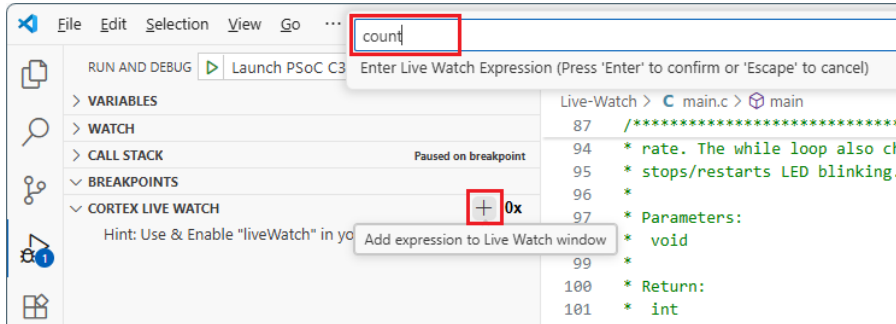 File Edit Selection View Go ...
count
Enter Live Watch Expression (Press 'Enter' to confirm or 'Escape' to cancel)
RUN AND DEBUG Launch PSoC C3
VARIABLES
WATCH
CALL STACK Paused on breakpoint
BREAKPOINTS
CORTEX LIVE WATCH 0x
Hint: Use & Enable "liveWatch" in yo
Add expression to Live Watch window
1
Live-Watch > C main.c > main
87 /******************************
94 * rate. The while loop also ch
95 * stops/restarts LED blinking.
96 *
97 * Parameters:
* void
99 *
100 * Return:
101 * int